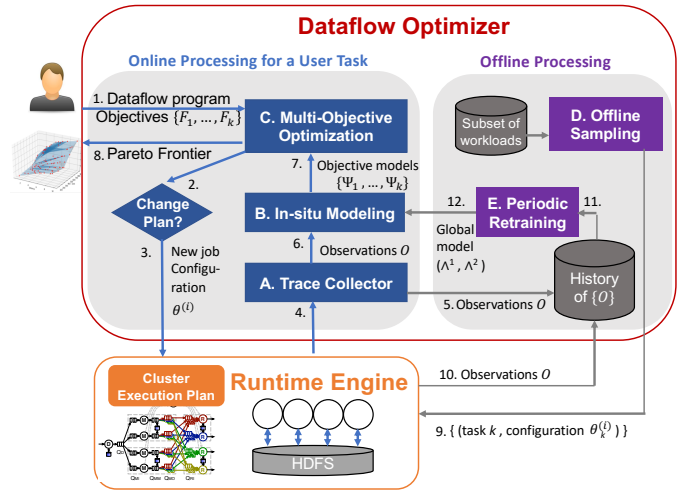 Dataflow Optimizer
Online Processing for a User Task
Offline Processing
1. Dataflow program
Objectives {F₁, … , Fₖ}
8. Pareto Frontier
C. Multi-Objective
Optimization
2.
7.
Objective models
{Ψ₁, … , Ψₖ}
Change
Plan?
B. In-situ Modeling
3.
New job
Configu-
ration
θ⁽ⁱ⁾
6.
Observations O
A. Trace Collector
4.
5. Observations O
Subset of
workloads
D. Offline
Sampling
12.
E. Periodic
Retraining
11.
Global
model
(Λ¹ , Λ²)
History
of {O}
Cluster
Execution Plan
Runtime Engine
HDFS
10. Observations O
9. { (task k , configuration θₖ⁽ⁱ⁾) }